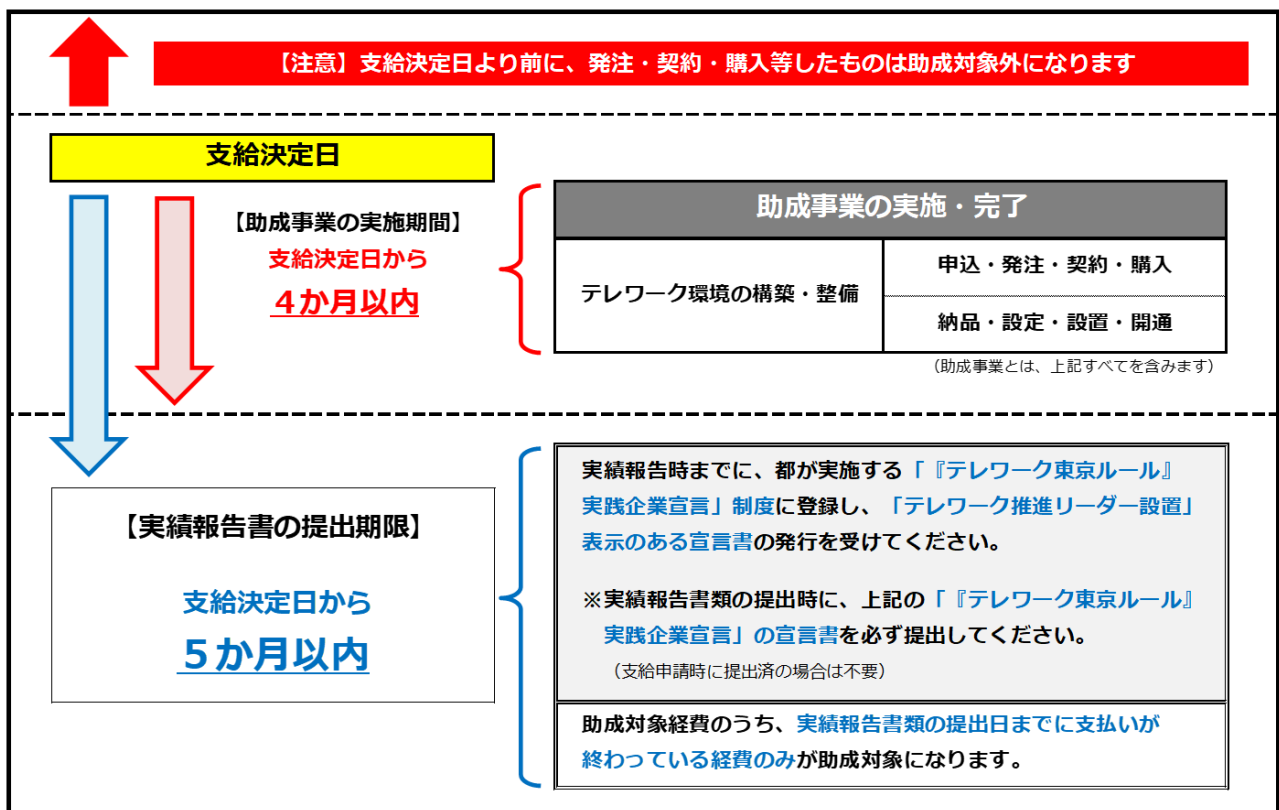 【注意】支給決定日より前に、発注・契約・購入等したものは助成対象外になります
支給決定日
【助成事業の実施期間】
支給決定日から
４か月以内
助成事業の実施・完了
テレワーク環境の構築・整備
申込・発注・契約・購入
納品・設定・設置・開通
（助成事業とは、上記すべてを含みます）
【実績報告書の提出期限】
支給決定日から
５か月以内
実績報告時までに、都が実施する「『テレワーク東京ルール』
実践企業宣言」制度に登録し、「テレワーク推進リーダー設置」
表示のある宣言書の発行を受けてください。
※実績報告書類の提出時に、上記の「『テレワーク東京ルール』
実践企業宣言」の宣言書を必ず提出してください。
（支給申請時に提出済の場合は不要）
助成対象経費のうち、実績報告書類の提出日までに支払いが
終わっている経費のみが助成対象になります。